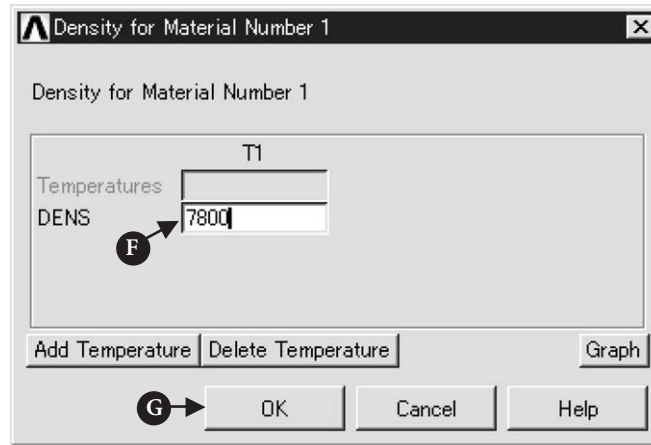 Density for Material Number 1
Density for Material Number 1
T1
Temperatures
DENS 7800
F
Add Temperature Delete Temperature Graph
G OK Cancel Help